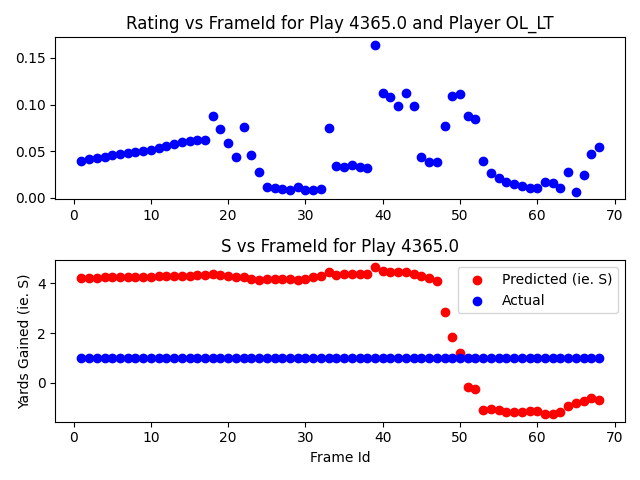 Rating vs FrameId for Play 4365.0 and Player OL_LT
0.15
0.10
0.05
0.00
0 10 20 30 40 50 60 70
S vs FrameId for Play 4365.0
Predicted (ie. S)
Actual
Yards Gained (ie. S)
4
2
0
0 10 20 30 40 50 60 70
Frame Id